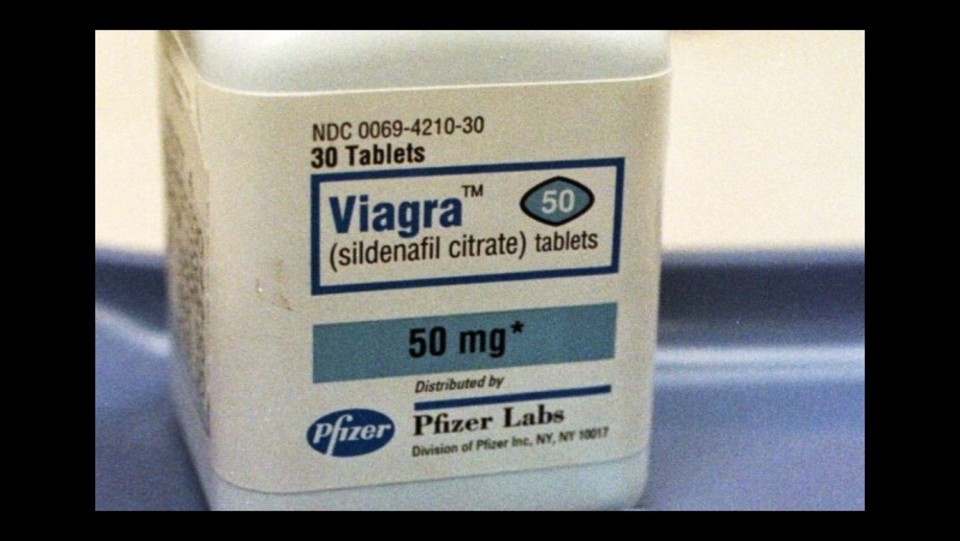 NDC 0069-4210-30
30 Tablets
Viagra™ 50
(sildenafil citrate) tablets
50 mg*
Distributed by
Pfizer Pfizer Labs
Division of Pfizer Inc, NY, NY 10017